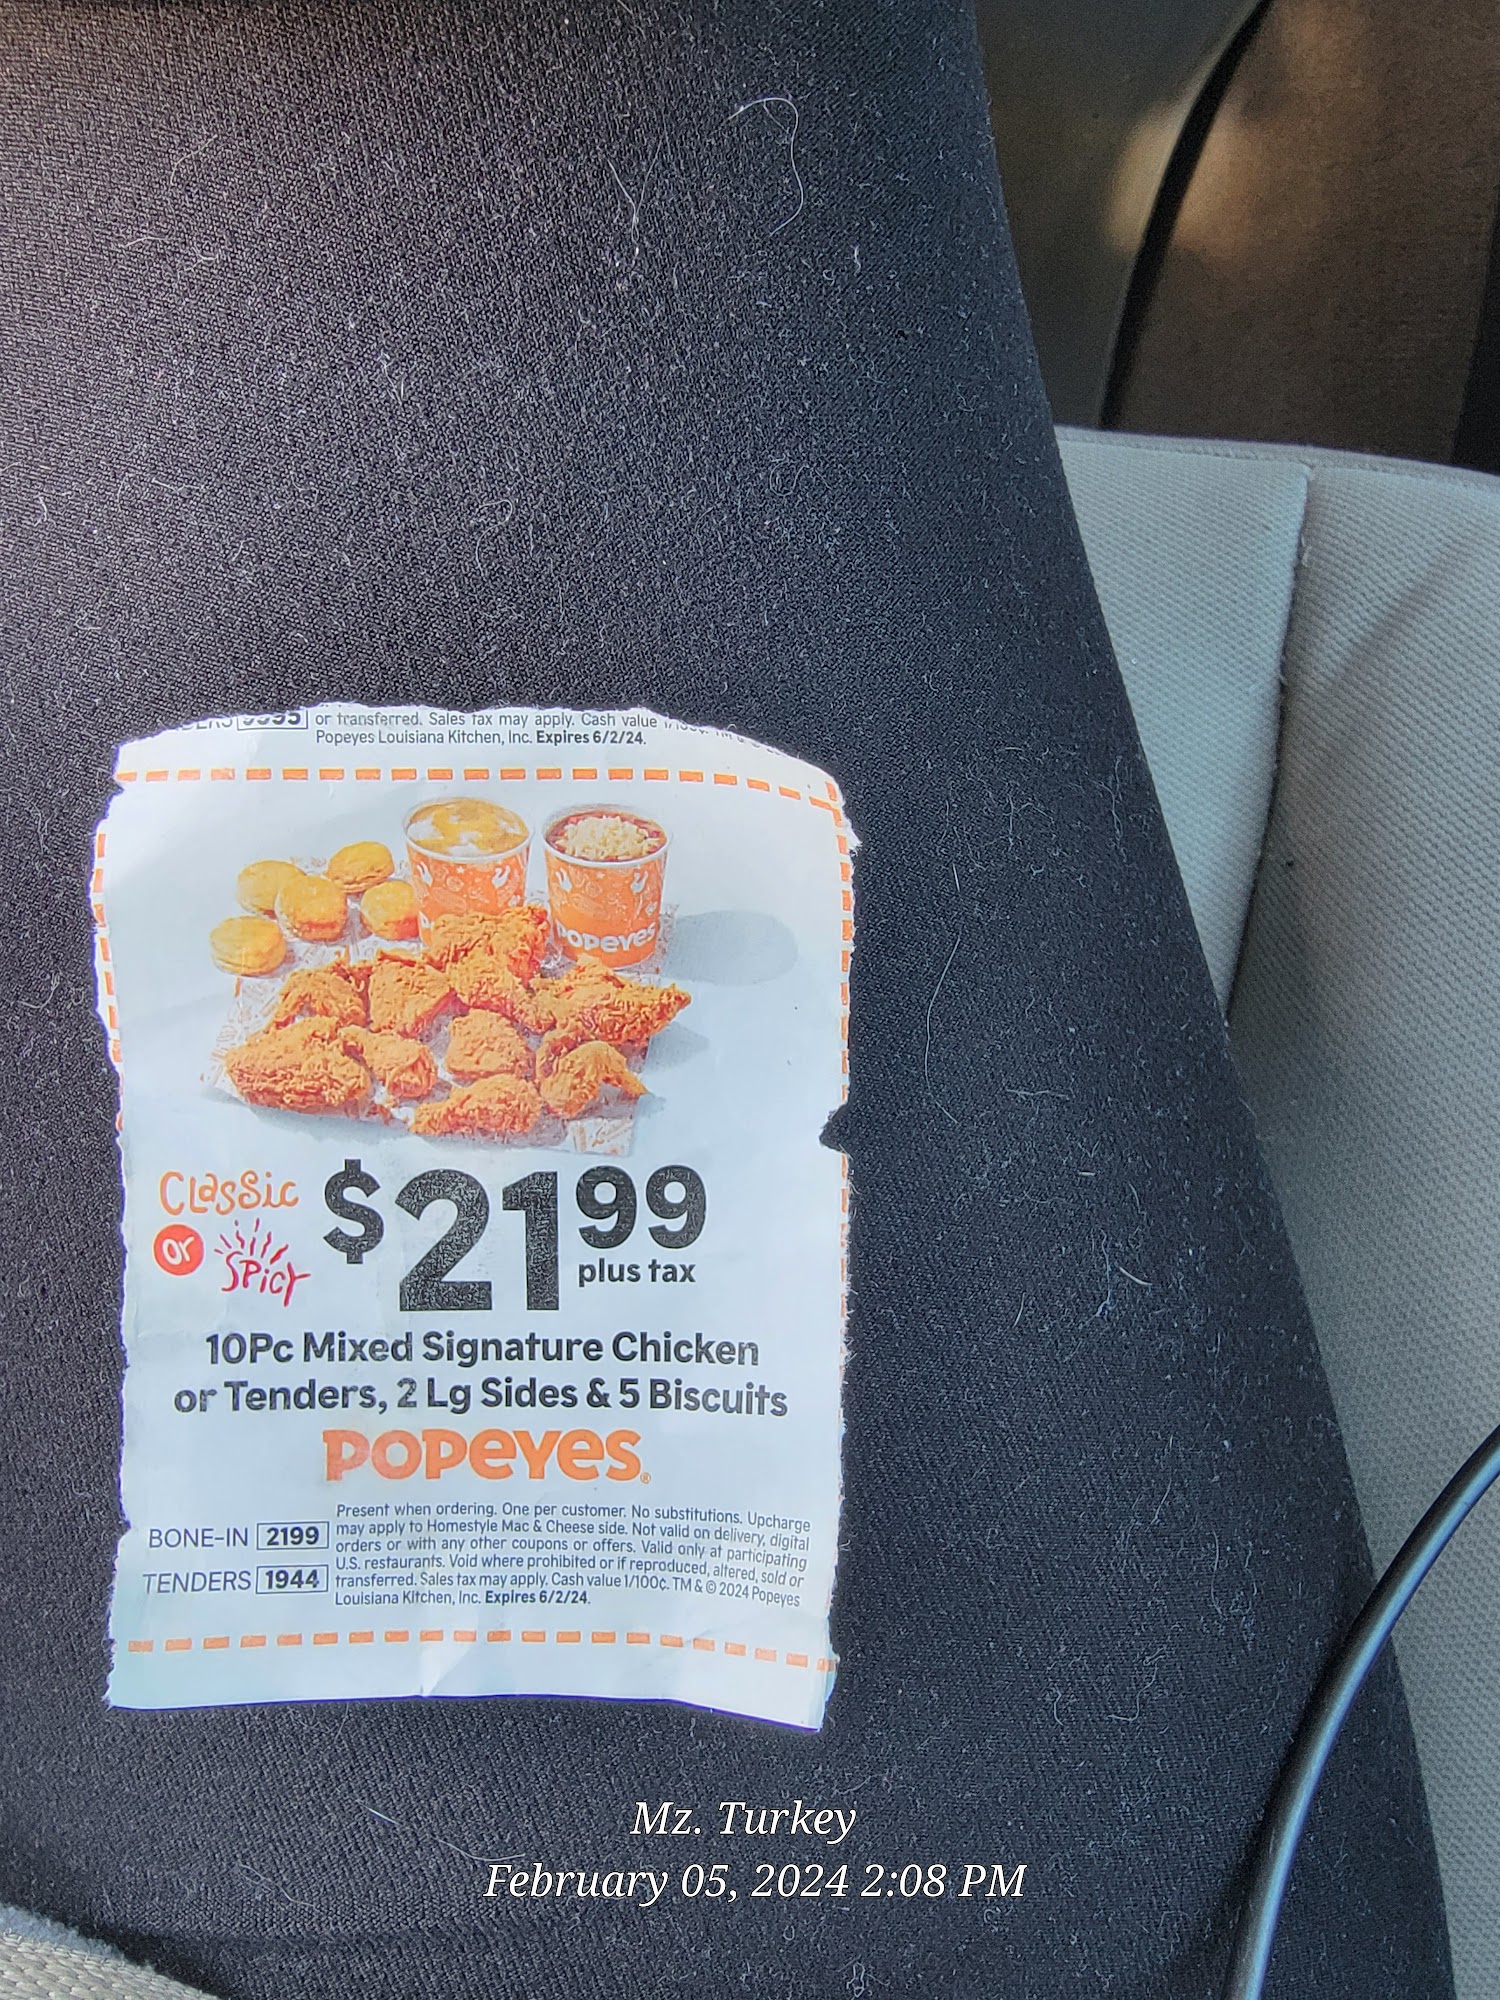 9995 or transferred. Sales tax may apply. Cash value
Popeyes Louisiana Kitchen, Inc. Expires 6/2/24.
POPEYES
CLaSSic
or SPICY
$2199
plus tax
10Pc Mixed Signature Chicken
or Tenders, 2 Lg Sides & 5 Biscuits
POPEYES®
BONE-IN 2199
TENDERS 1944
Present when ordering. One per customer. No substitutions. Upcharge
may apply to Homestyle Mac & Cheese side. Not valid on delivery, digital
orders or with any other coupons or offers. Valid only at participating
U.S. restaurants. Void where prohibited or if reproduced, altered, sold or
transferred. Sales tax may apply. Cash value 1/100¢. TM & © 2024 Popeyes
Louisiana Kitchen, Inc. Expires 6/2/24.
Mz. Turkey
February 05, 2024 2:08 PM